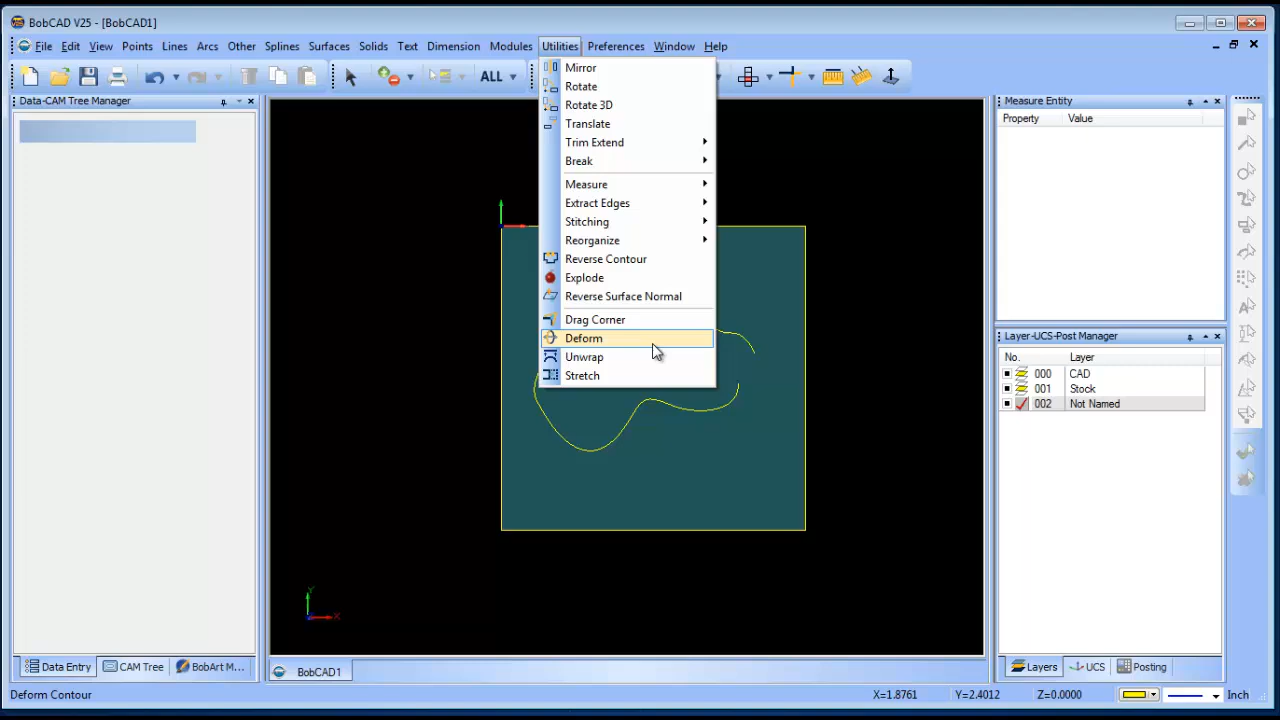 BobCAD V25 - [BobCAD1]
File Edit View Points Lines Arcs Other Splines Surfaces Solids Text Dimension Modules Utilities Preferences Window Help
ALL
Data-CAM Tree Manager
Mirror
Rotate
Rotate 3D
Translate
Trim Extend
Break
Measure
Extract Edges
Stitching
Reorganize
Reverse Contour
Explode
Reverse Surface Normal
Drag Corner
Deform
Unwrap
Stretch
Measure Entity
Property Value
Layer-UCS-Post Manager
No. Layer
000 CAD
001 Stock
002 Not Named
Y
X
Data Entry CAM Tree BobArt M...
BobCAD1
Layers UCS Posting
Deform Contour
X=1.8761 Y=2.4012 Z=0.0000 Inch